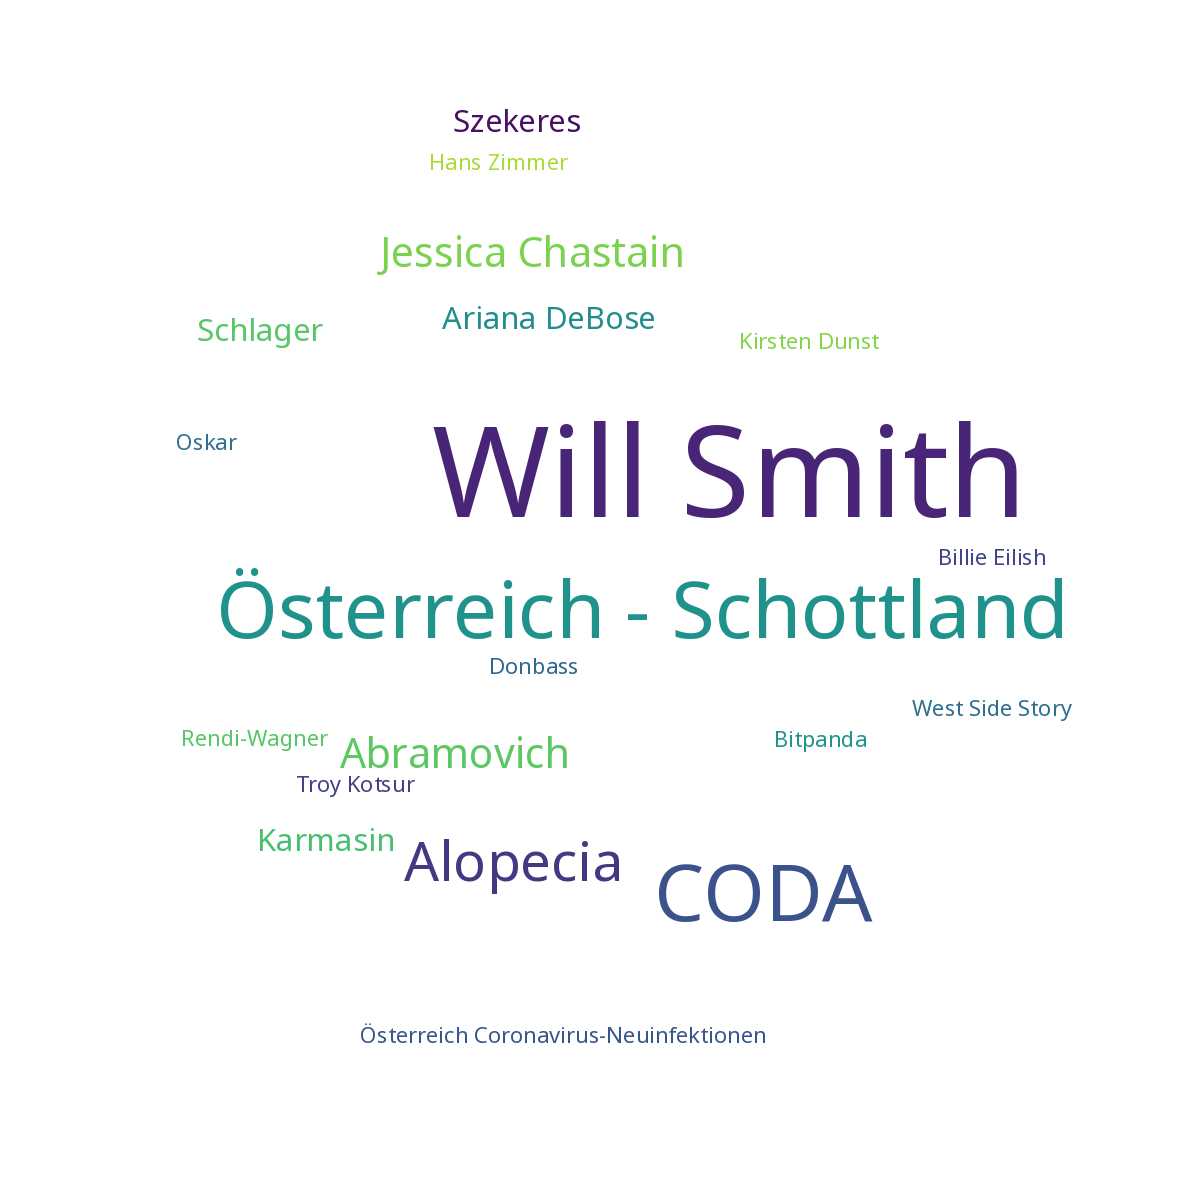 Szekeres
Hans Zimmer
Jessica Chastain
Ariana DeBose
Schlager
Kirsten Dunst
Oskar
Will Smith
Billie Eilish
Österreich - Schottland
Donbass
West Side Story
Rendi-Wagner
Abramovich
Bitpanda
Troy Kotsur
Karmasin
Alopecia
CODA
Österreich Coronavirus-Neuinfektionen